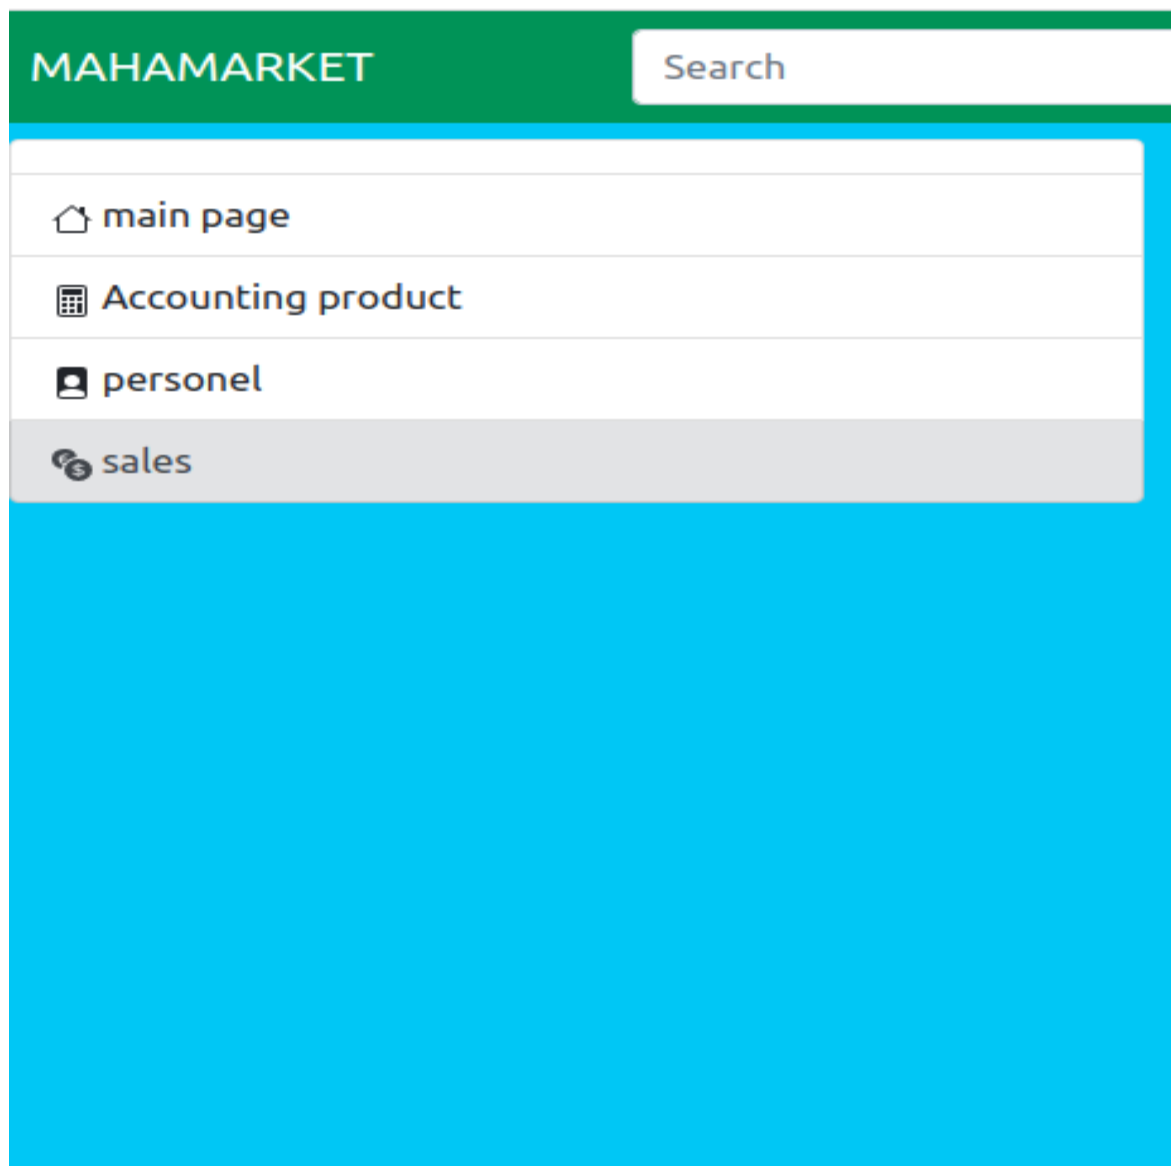 MAHAMARKET
Search
main page
Accounting product
personel
sales